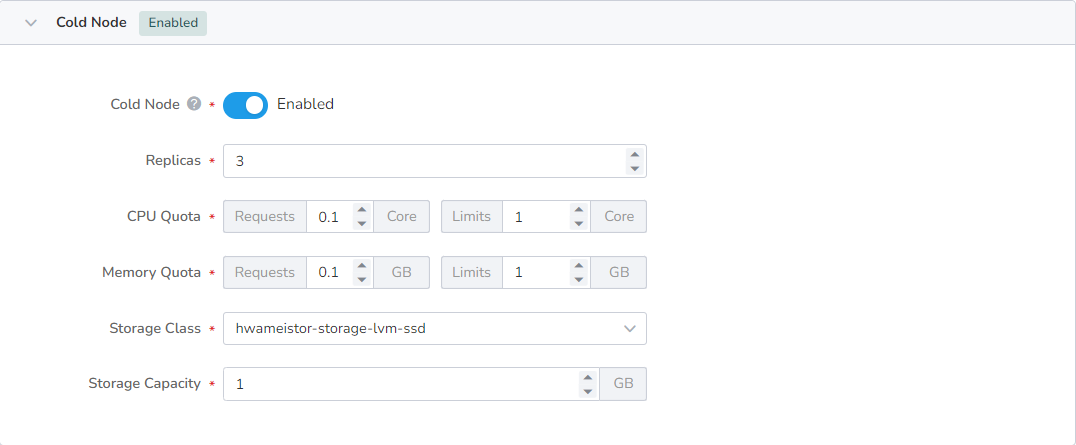 Cold Node Enabled
Cold Node ? * Enabled
Replicas * 3
CPU Quota * Requests 0.1 Core Limits 1 Core
Memory Quota * Requests 0.1 GB Limits 1 GB
Storage Class * hwameistor-storage-lvm-ssd
Storage Capacity * 1 GB